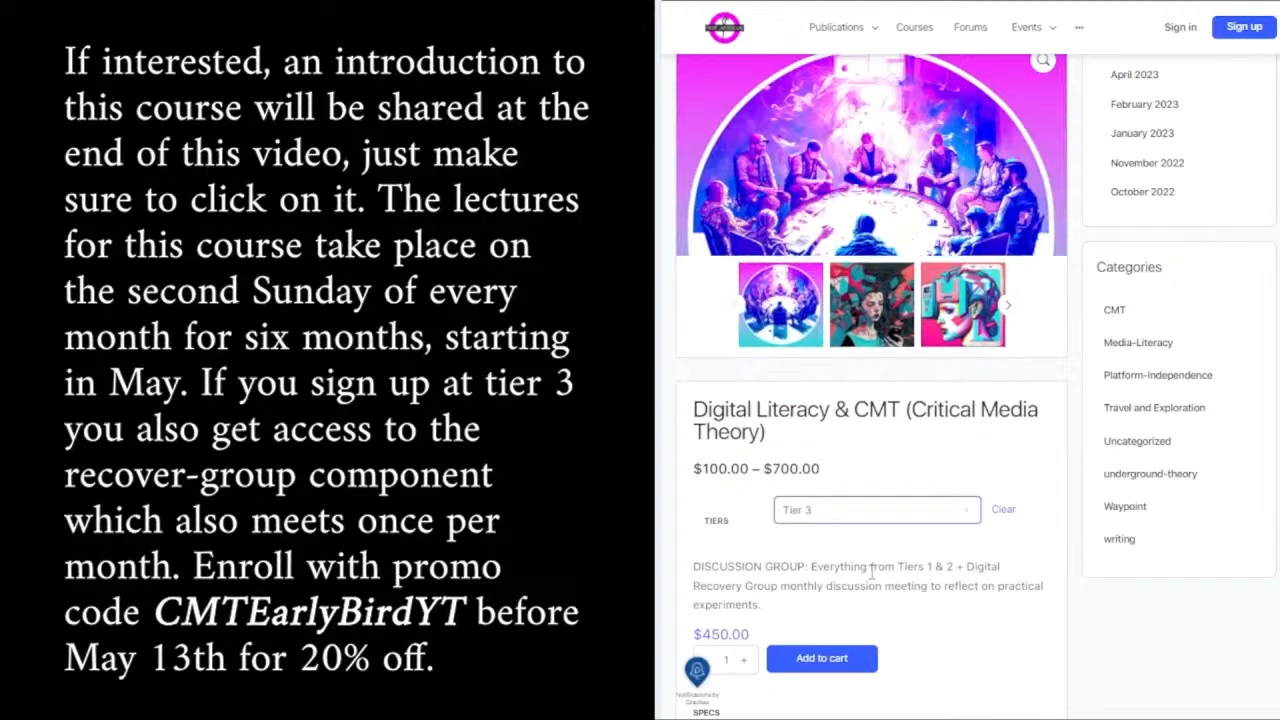 If interested, an introduction to
this course will be shared at the
end of this video, just make
sure to click on it. The lectures
for this course take place on
the second Sunday of every
month for six months, starting
in May. If you sign up at tier 3
you also get access to the
recover-group component
which also meets once per
month. Enroll with promo
code CMTEarlyBirdYT before
May 13th for 20% off.
Publications Courses Forums Events ••• Sign in Sign up
Digital Literacy & CMT (Critical Media
Theory)
$100.00 – $700.00
TIERS Tier 3 Clear
DISCUSSION GROUP: Everything from Tiers 1 & 2 + Digital
Recovery Group monthly discussion meeting to reflect on practical
experiments.
$450.00
1 + Add to cart
Notifications by
SPECS
April 2023
February 2023
January 2023
November 2022
October 2022
Categories
CMT
Media-Literacy
Platform-Independence
Travel and Exploration
Uncategorized
underground-theory
Waypoint
writing